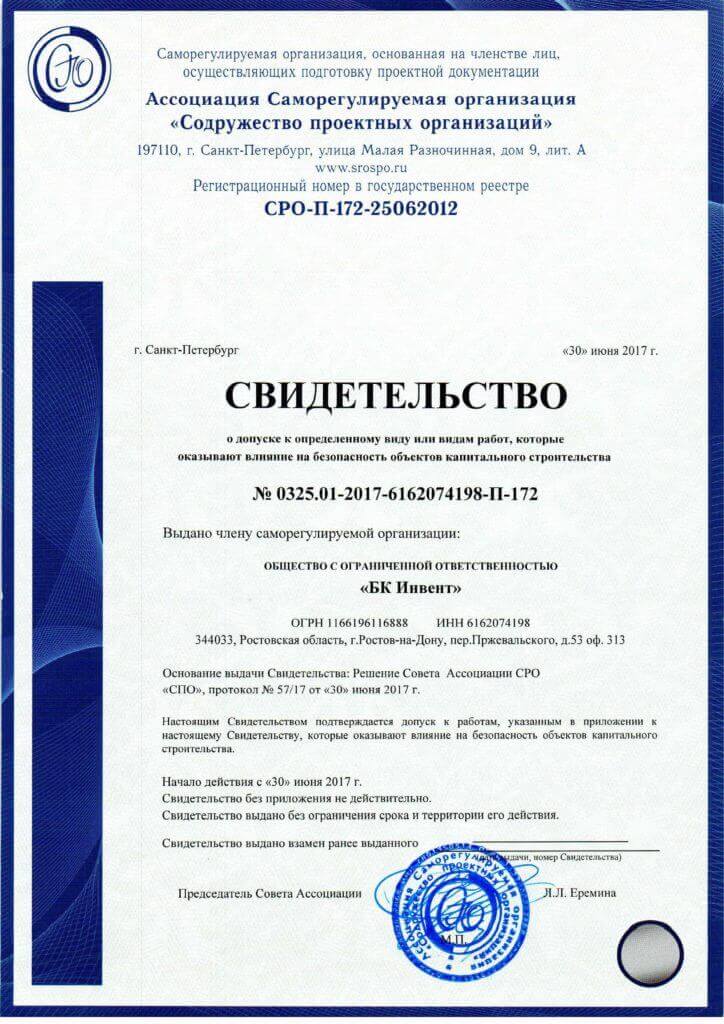 Саморегулируемая организация, основанная на членстве лиц,
осуществляющих подготовку проектной документации
Ассоциация Саморегулируемая организация
«Содружество проектных организаций»
197110, г. Санкт-Петербург, улица Малая Разночинная, дом 9, лит. А
www.srospo.ru
Регистрационный номер в государственном реестре
СРО-П-172-25062012
г. Санкт-Петербург «30» июня 2017 г.
СВИДЕТЕЛЬСТВО
о допуске к определенному виду или видам работ, которые
оказывают влияние на безопасность объектов капитального строительства
№ 0325.01-2017-6162074198-П-172
Выдано члену саморегулируемой организации:
ОБЩЕСТВО С ОГРАНИЧЕННОЙ ОТВЕТСТВЕННОСТЬЮ
«БК Инвент»
ОГРН 1166196116888 ИНН 6162074198
344033, Ростовская область, г.Ростов-на-Дону, пер.Пржевальского, д.53 оф. 313
Основание выдачи Свидетельства: Решение Совета Ассоциации СРО
«СПО», протокол № 57/17 от «30» июня 2017 г.
Настоящим Свидетельством подтверждается допуск к работам, указанным в приложении к
настоящему Свидетельству, которые оказывают влияние на безопасность объектов капитального
строительства.
Начало действия с «30» июня 2017 г.
Свидетельство без приложения не действительно.
Свидетельство выдано без ограничения срока и территории его действия.
Свидетельство выдано взамен ранее выданного
(дата выдачи, номер Свидетельства)
Председатель Совета Ассоциации Л.Л. Еремина
М.П.
Ассоциация Саморегулируемая организация
«Содружество проектных организаций»